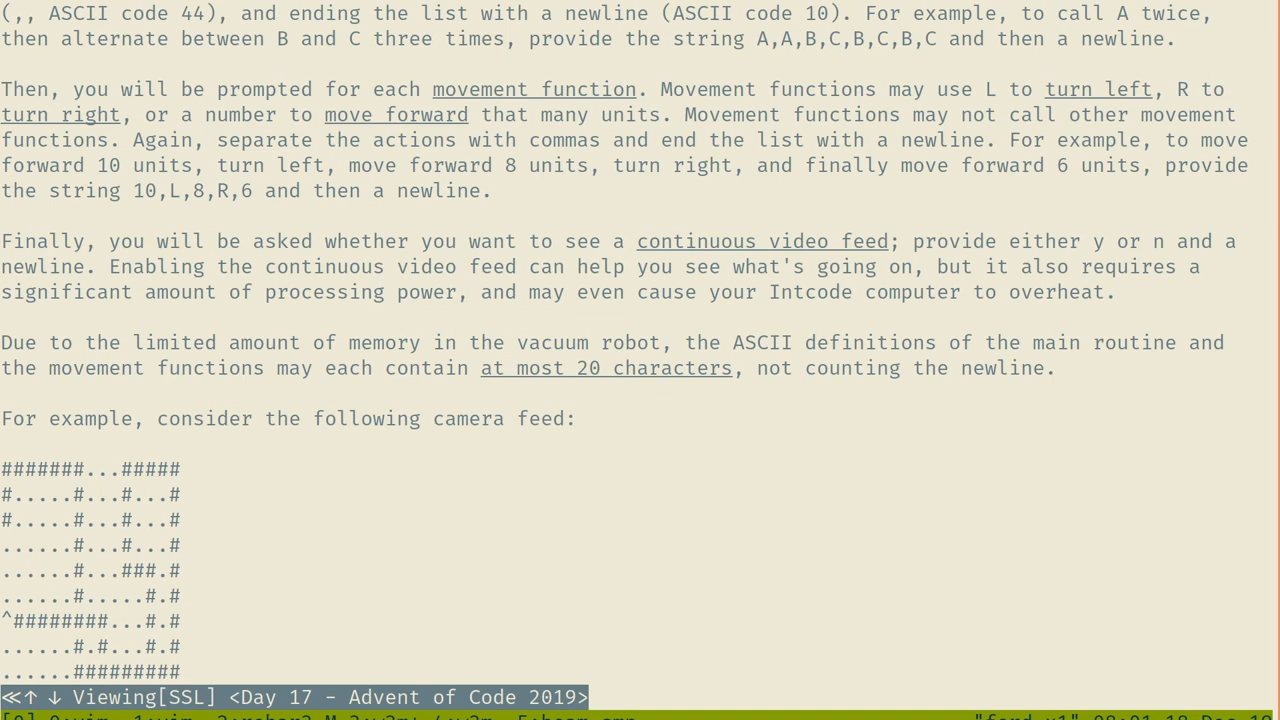 (,, ASCII code 44), and ending the list with a newline (ASCII code 10). For example, to call A twice,
then alternate between B and C three times, provide the string A,A,B,C,B,C,B,C and then a newline.
Then, you will be prompted for each movement function. Movement functions may use L to turn left, R to
turn right, or a number to move forward that many units. Movement functions may not call other movement
functions. Again, separate the actions with commas and end the list with a newline. For example, to move
forward 10 units, turn left, move forward 8 units, turn right, and finally move forward 6 units, provide
the string 10,L,8,R,6 and then a newline.
Finally, you will be asked whether you want to see a continuous video feed; provide either y or n and a
newline. Enabling the continuous video feed can help you see what's going on, but it also requires a
significant amount of processing power, and may even cause your Intcode computer to overheat.
Due to the limited amount of memory in the vacuum robot, the ASCII definitions of the main routine and
the movement functions may each contain at most 20 characters, not counting the newline.
For example, consider the following camera feed:
#######...#####
#.....#...#...#
#.....#...#...#
......#...#...#
......#...###.#
......#.....#.#
^########...#.#
......#.#...#.#
......#########
≪↑ ↓ Viewing[SSL] <Day 17 - Advent of Code 2019>